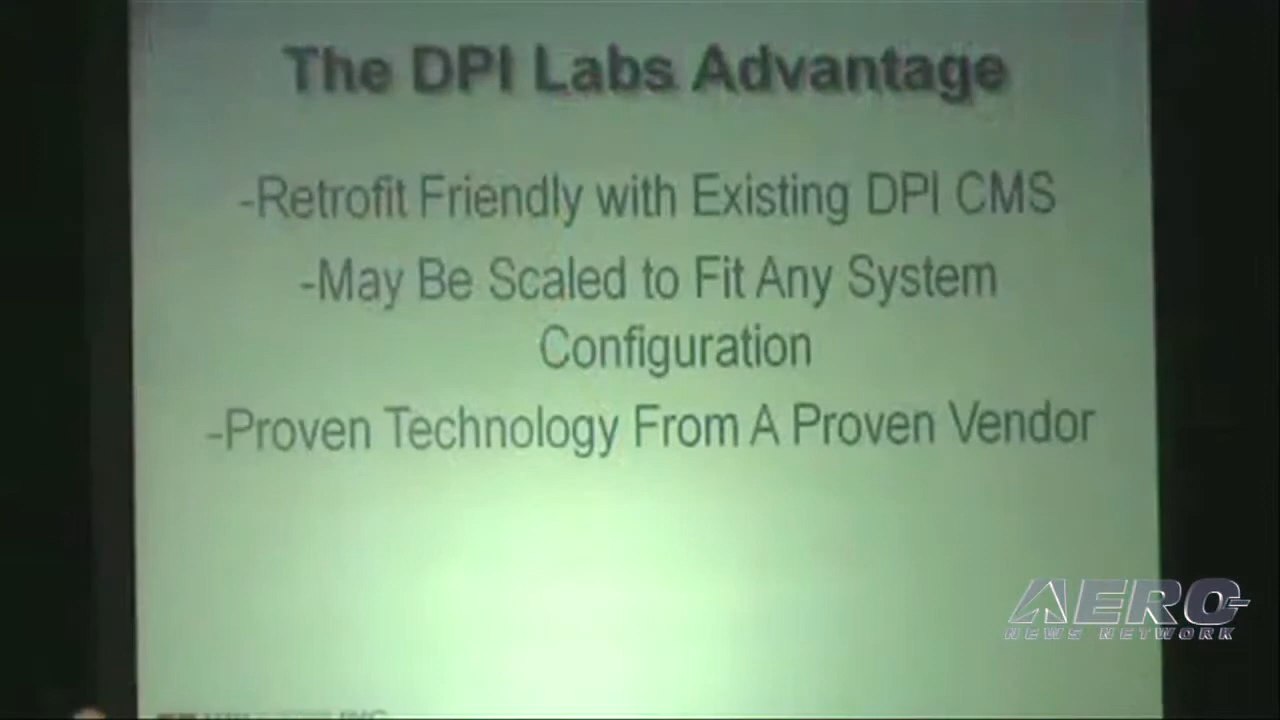 The DPI Labs Advantage
-Retrofit Friendly with Existing DPI CMS
-May Be Scaled to Fit Any System
Configuration
-Proven Technology From A Proven Vendor
AERO
NEWS NETWORK